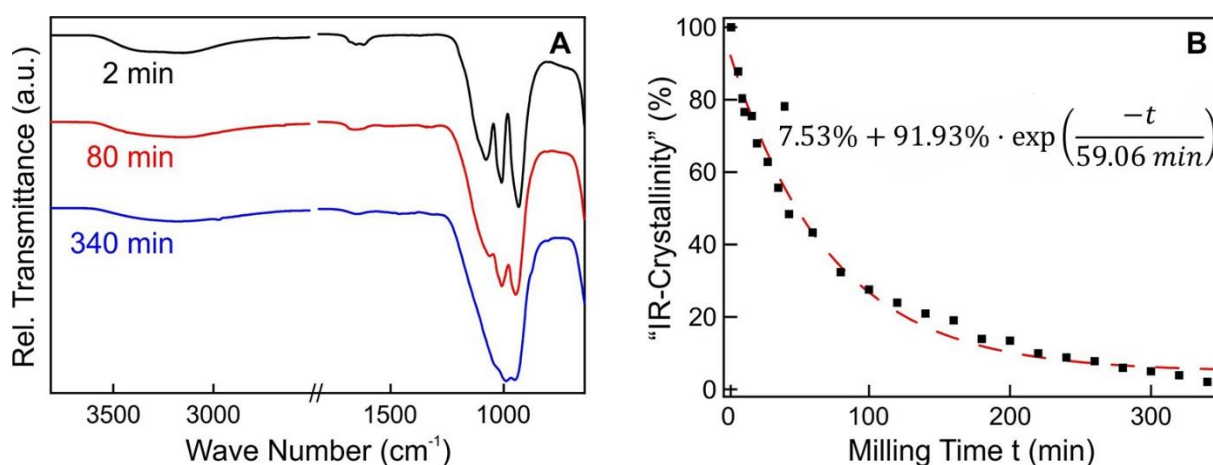 A
2 min
80 min
340 min
Rel. Transmittance (a.u.)
3500 3000 1500 1000
Wave Number (cm⁻¹)
B
100
80
60
40
20
0
7.53% + 91.93% · exp(−t/59.06 min)
"IR-Crystallinity" (%)
0 100 200 300
Milling Time t (min)